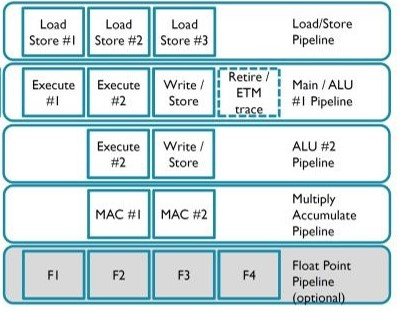 Load Store #1
Load Store #2
Load Store #3
Load/Store Pipeline
Execute #1
Execute #2
Write / Store
Retire / ETM trace
Main / ALU #1 Pipeline
Execute #2
Write / Store
ALU #2 Pipeline
MAC #1
MAC #2
Multiply Accumulate Pipeline
F1
F2
F3
F4
Float Point Pipeline (optional)